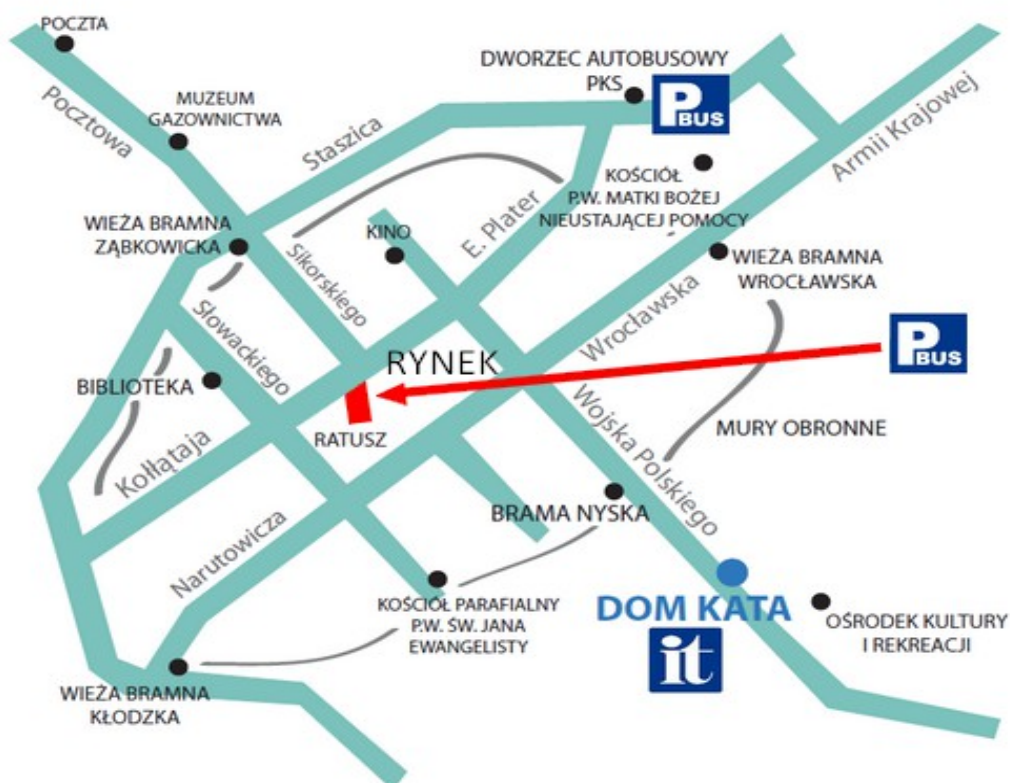 POCZTA
DWORZEC AUTOBUSOWY
PKS
P
BUS
Pocztowa
MUZEUM
GAZOWNICTWA
Staszica
Armii Krajowej
KOŚCIÓŁ
P.W. MATKI BOŻEJ
NIEUSTAJĄCEJ POMOCY
WIEŻA BRAMNA
ZĄBKOWICKA
Sikorskiego
KINO
E. Plater
WIEŻA BRAMNA
WROCŁAWSKA
Słowackiego
Wrocławska
RYNEK
P
BUS
BIBLIOTEKA
RATUSZ
Wojska Polskiego
MURY OBRONNE
Kołłątaja
BRAMA NYSKA
Narutowicza
KOŚCIÓŁ PARAFIALNY
P.W. ŚW. JANA
EWANGELISTY
DOM KATA
it
OŚRODEK KULTURY
I REKREACJI
WIEŻA BRAMNA
KŁODZKA